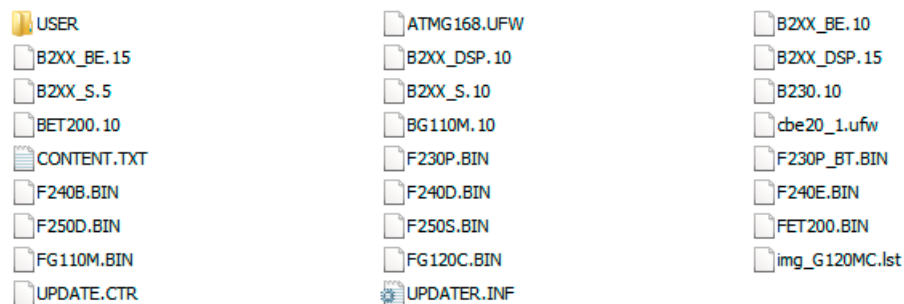 USER
ATMG168.UFW
B2XX_BE.10
B2XX_BE.15
B2XX_DSP.10
B2XX_DSP.15
B2XX_S.5
B2XX_S.10
B230.10
BET200.10
BG110M.10
cbe20_1.ufw
CONTENT.TXT
F230P.BIN
F230P_BT.BIN
F240B.BIN
F240D.BIN
F240E.BIN
F250D.BIN
F250S.BIN
FET200.BIN
FG110M.BIN
FG120C.BIN
img_G120MC.lst
UPDATE.CTR
UPDATER.INF